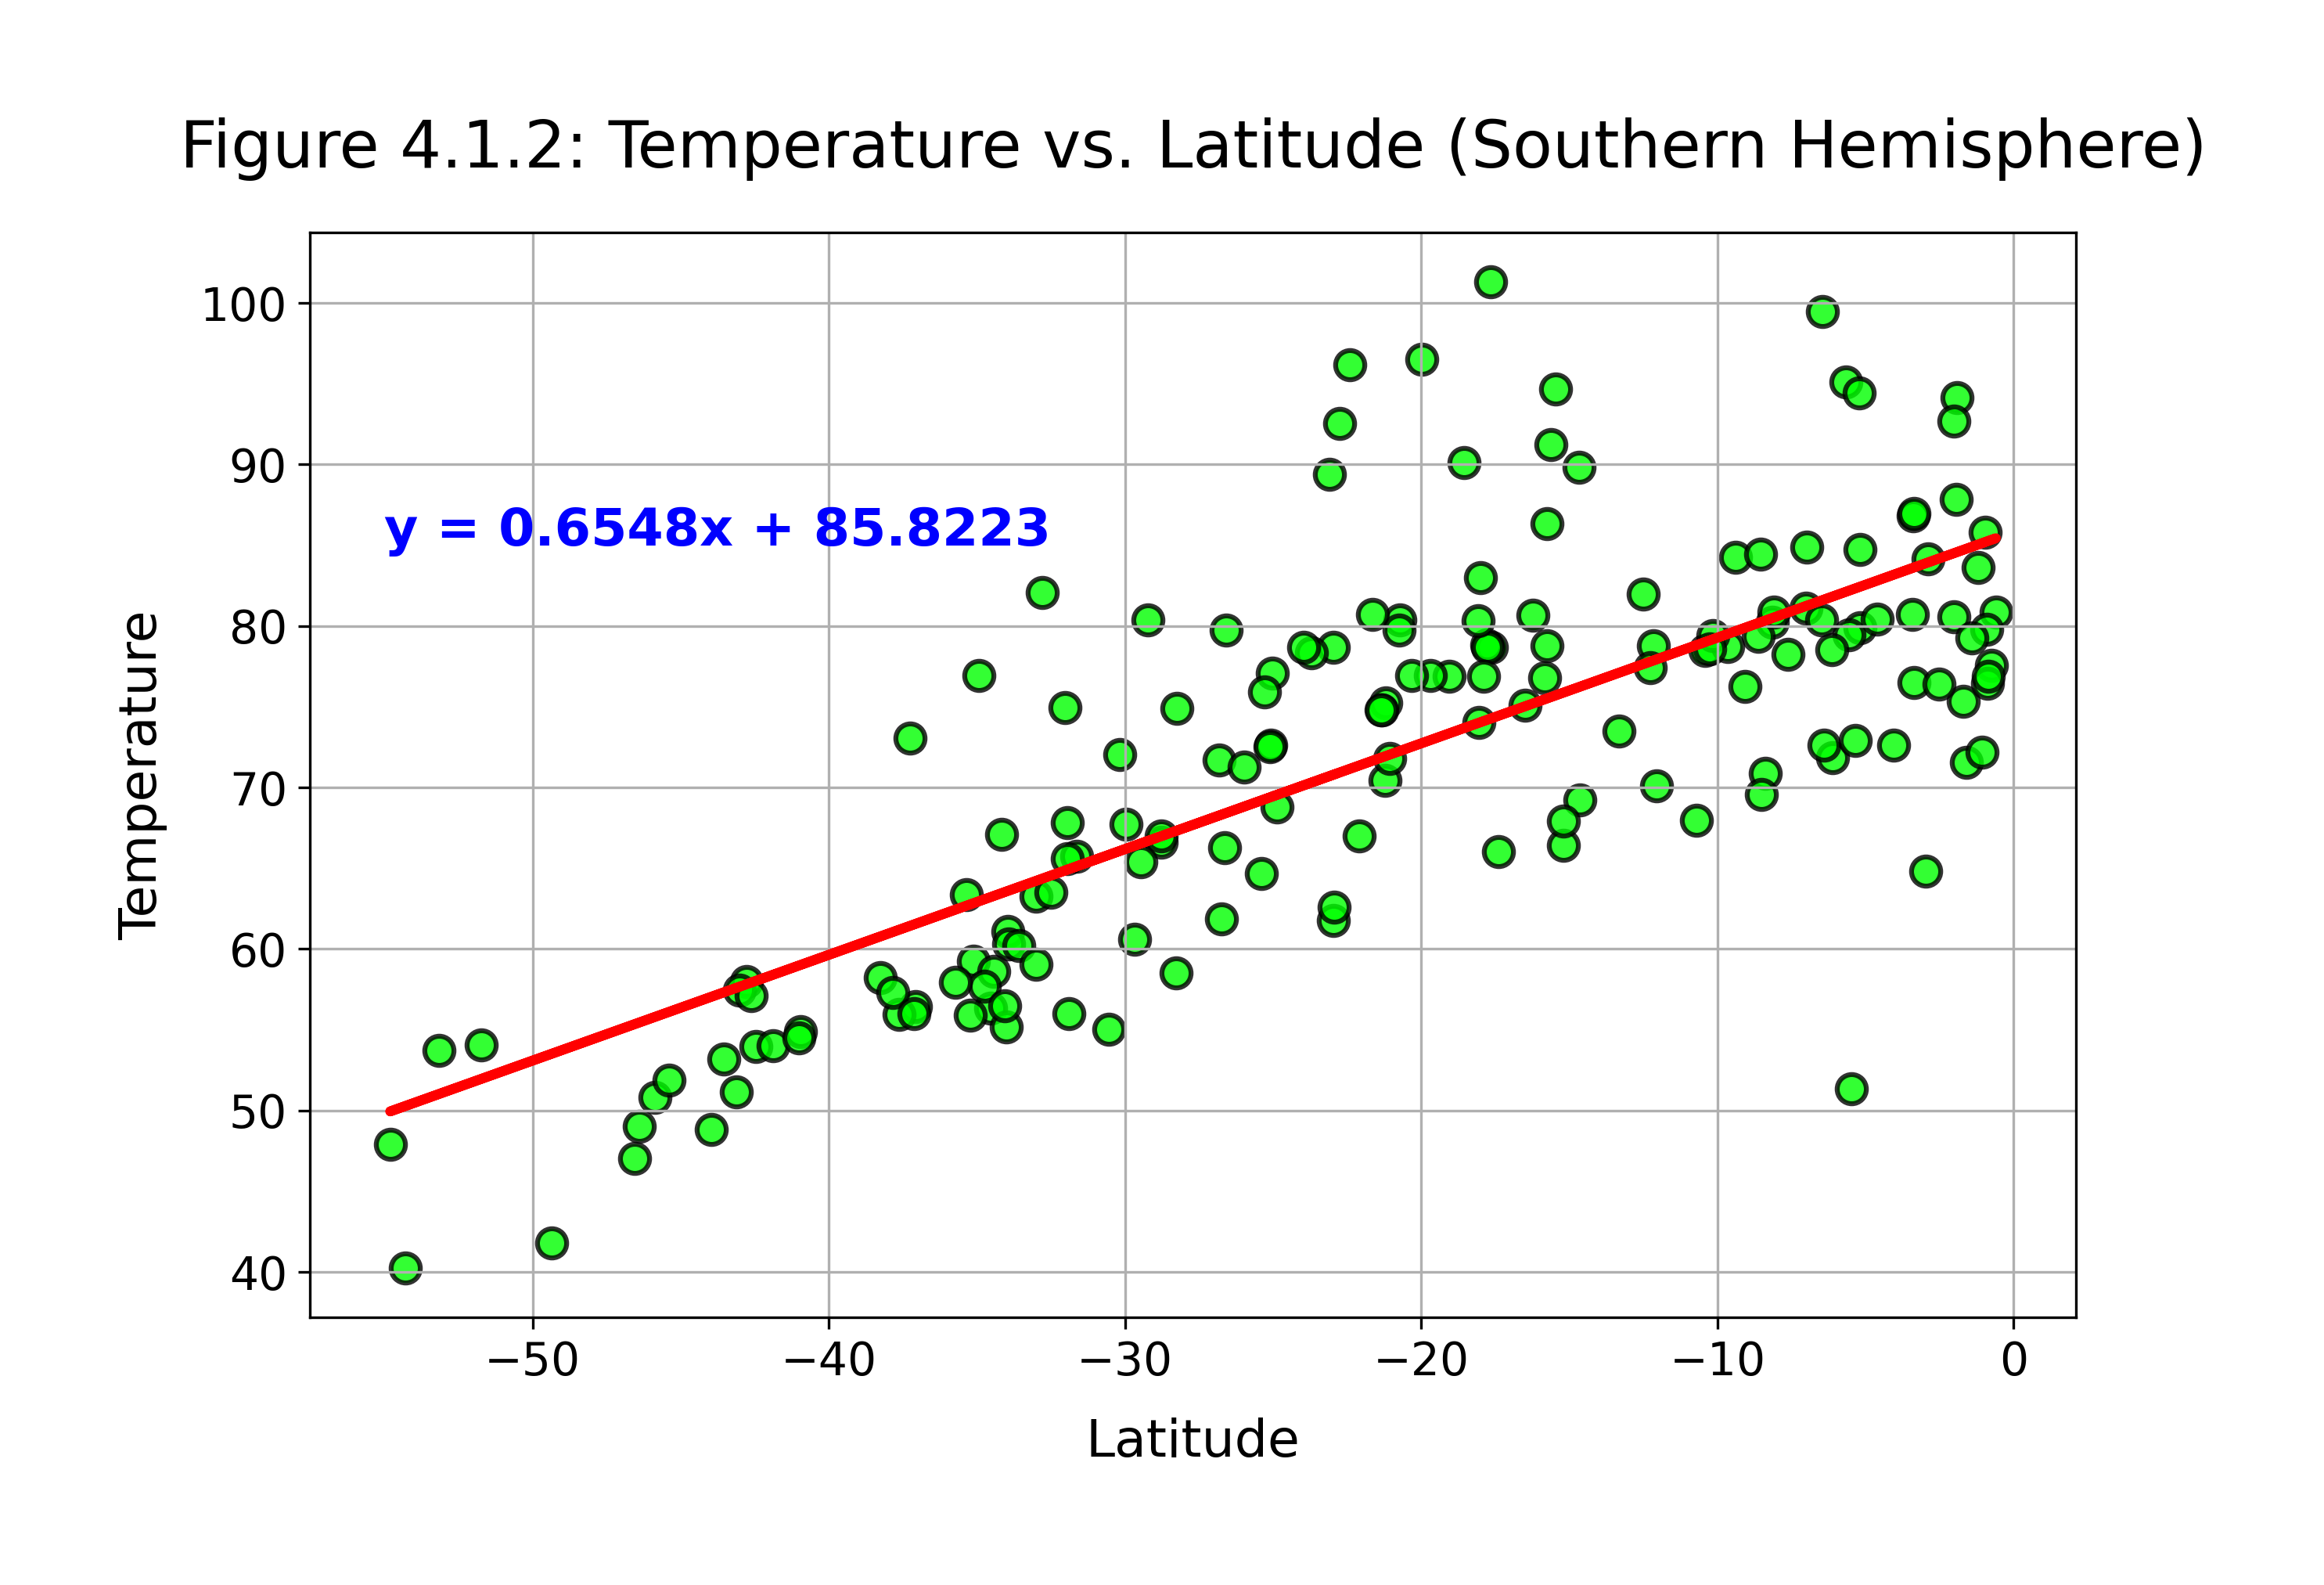 Figure 4.1.2: Temperature vs. Latitude (Southern Hemisphere)
100
90
y = 0.6548x + 85.8223
80
Temperature
70
60
50
40
−50 −40 −30 −20 −10 0
Latitude